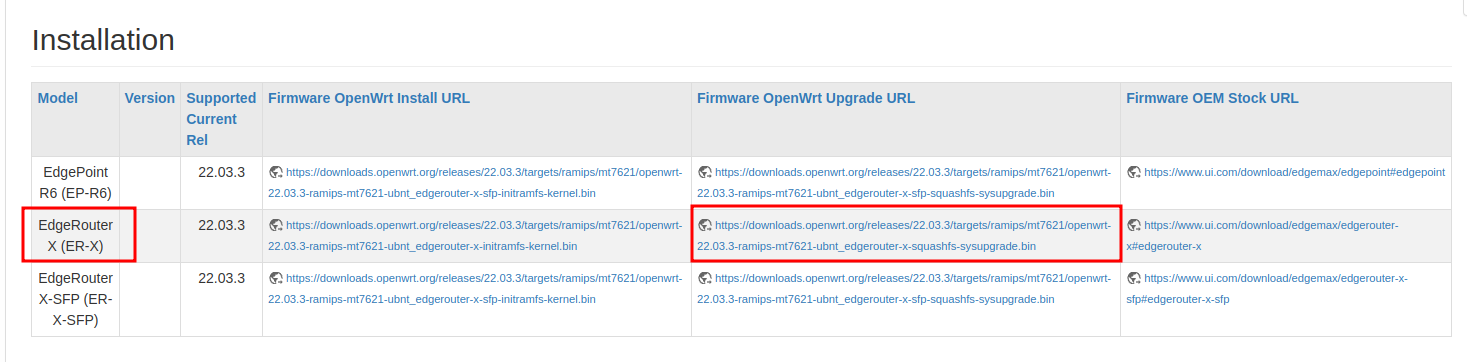 Installation
Model Version Supported Current Rel Firmware OpenWrt Install URL Firmware OpenWrt Upgrade URL Firmware OEM Stock URL
EdgePoint R6 (EP-R6) 22.03.3 https://downloads.openwrt.org/releases/22.03.3/targets/ramips/mt7621/openwrt-22.03.3-ramips-mt7621-ubnt_edgerouter-x-sfp-initramfs-kernel.bin https://downloads.openwrt.org/releases/22.03.3/targets/ramips/mt7621/openwrt-22.03.3-ramips-mt7621-ubnt_edgerouter-x-sfp-squashfs-sysupgrade.bin https://www.ui.com/download/edgemax/edgepoint#edgepoint
EdgeRouter X (ER-X) 22.03.3 https://downloads.openwrt.org/releases/22.03.3/targets/ramips/mt7621/openwrt-22.03.3-ramips-mt7621-ubnt_edgerouter-x-initramfs-kernel.bin https://downloads.openwrt.org/releases/22.03.3/targets/ramips/mt7621/openwrt-22.03.3-ramips-mt7621-ubnt_edgerouter-x-squashfs-sysupgrade.bin https://www.ui.com/download/edgemax/edgerouter-x#edgerouter-x
EdgeRouter X-SFP (ER-X-SFP) 22.03.3 https://downloads.openwrt.org/releases/22.03.3/targets/ramips/mt7621/openwrt-22.03.3-ramips-mt7621-ubnt_edgerouter-x-sfp-initramfs-kernel.bin https://downloads.openwrt.org/releases/22.03.3/targets/ramips/mt7621/openwrt-22.03.3-ramips-mt7621-ubnt_edgerouter-x-sfp-squashfs-sysupgrade.bin https://www.ui.com/download/edgemax/edgerouter-x-sfp#edgerouter-x-sfp